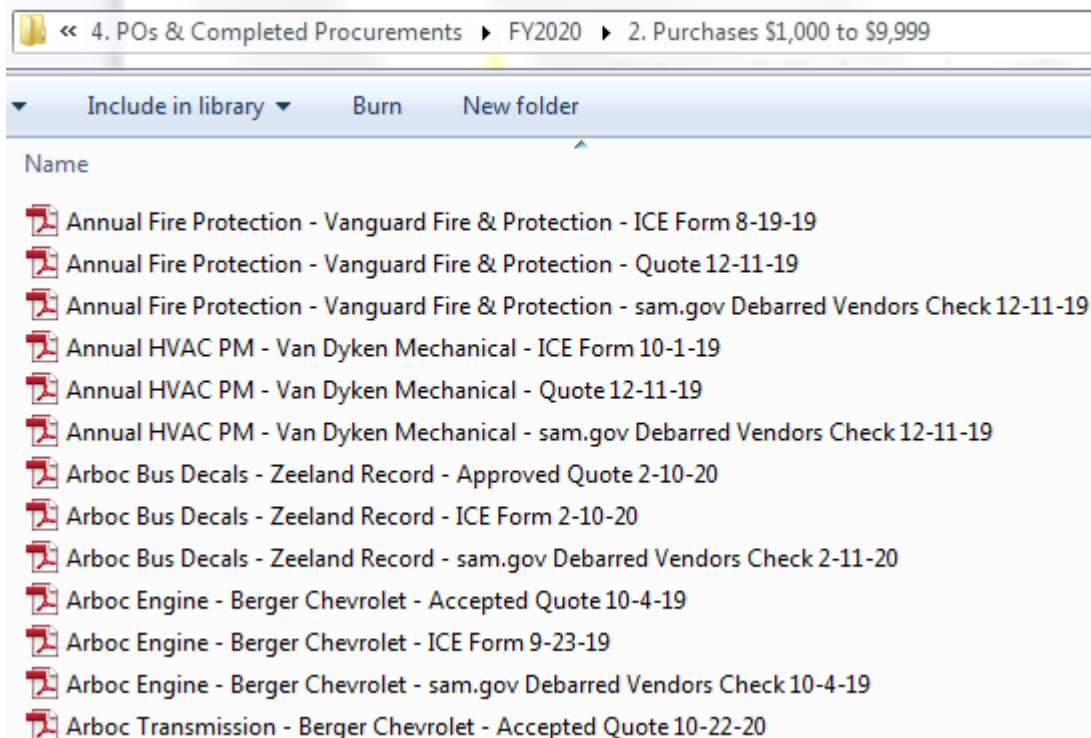 « 4. POs & Completed Procurements ▸ FY2020 ▸ 2. Purchases $1,000 to $9,999
Include in library Burn New folder
Name
Annual Fire Protection - Vanguard Fire & Protection - ICE Form 8-19-19
Annual Fire Protection - Vanguard Fire & Protection - Quote 12-11-19
Annual Fire Protection - Vanguard Fire & Protection - sam.gov Debarred Vendors Check 12-11-19
Annual HVAC PM - Van Dyken Mechanical - ICE Form 10-1-19
Annual HVAC PM - Van Dyken Mechanical - Quote 12-11-19
Annual HVAC PM - Van Dyken Mechanical - sam.gov Debarred Vendors Check 12-11-19
Arboc Bus Decals - Zeeland Record - Approved Quote 2-10-20
Arboc Bus Decals - Zeeland Record - ICE Form 2-10-20
Arboc Bus Decals - Zeeland Record - sam.gov Debarred Vendors Check 2-11-20
Arboc Engine - Berger Chevrolet - Accepted Quote 10-4-19
Arboc Engine - Berger Chevrolet - ICE Form 9-23-19
Arboc Engine - Berger Chevrolet - sam.gov Debarred Vendors Check 10-4-19
Arboc Transmission - Berger Chevrolet - Accepted Quote 10-22-20